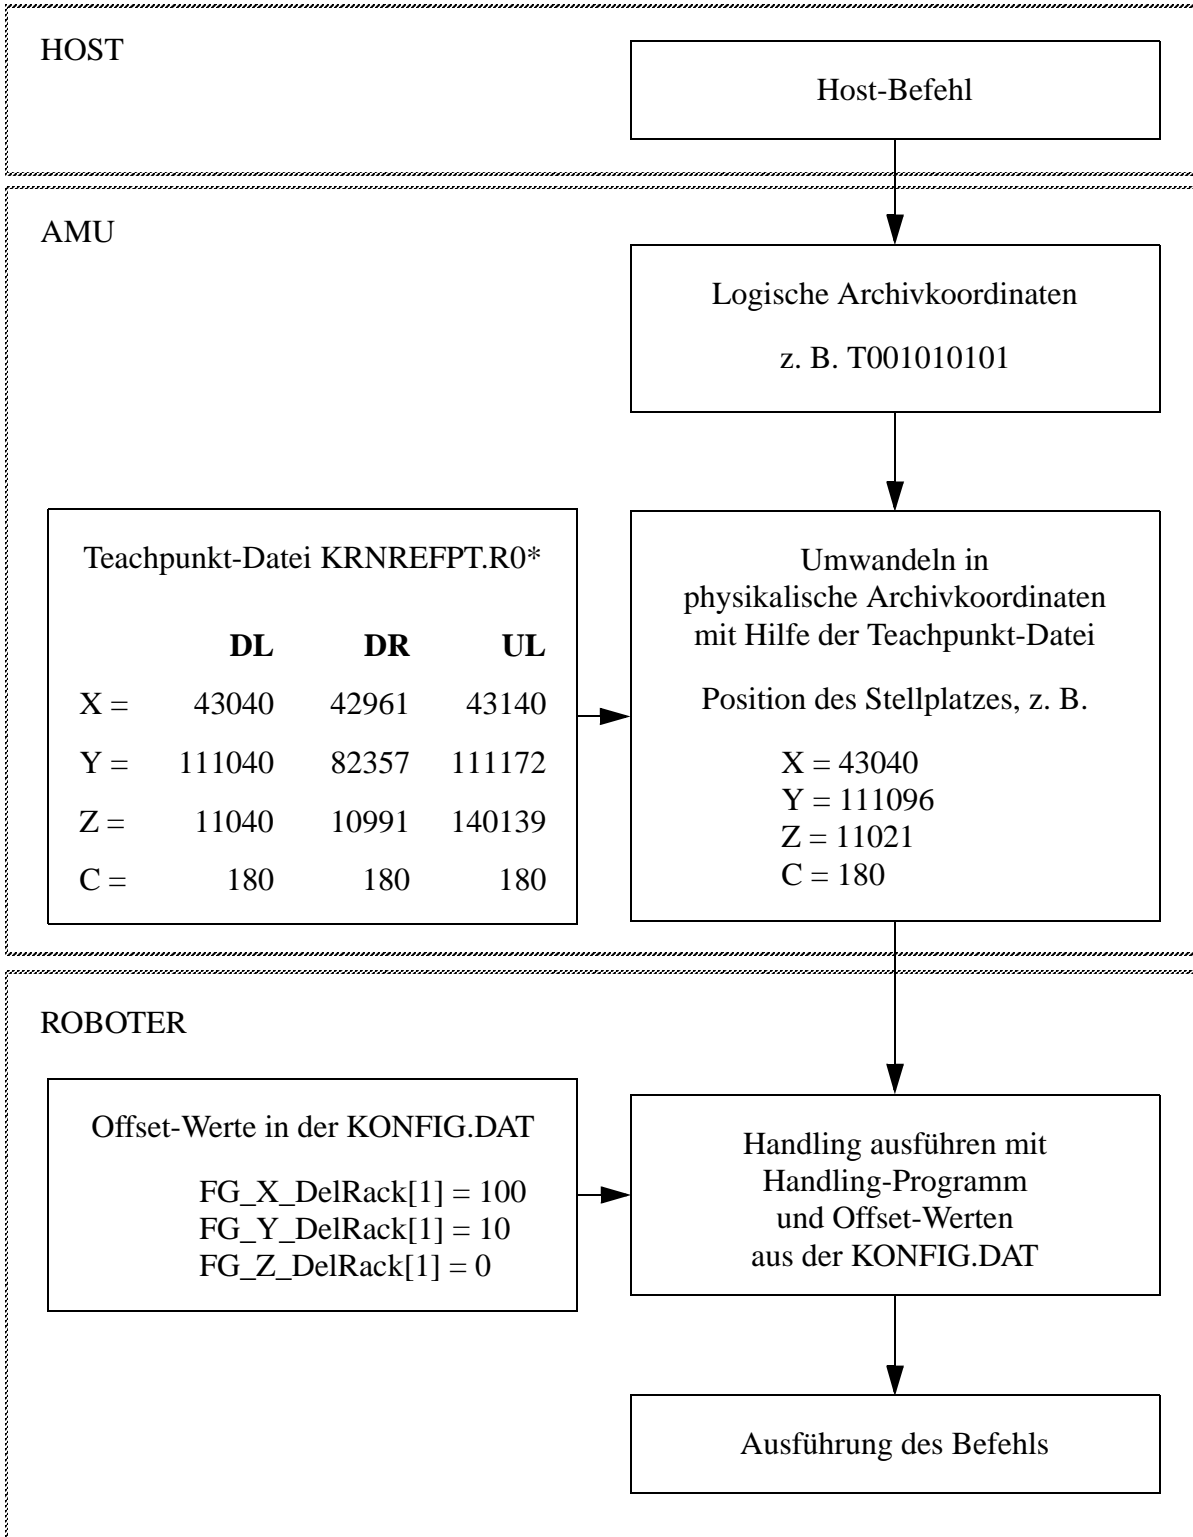 HOST
Host-Befehl
AMU
Logische Archivkoordinaten
z. B. T001010101
Teachpunkt-Datei KRNREFPT.R0*
DL DR UL
X = 43040 42961 43140
Y = 111040 82357 111172
Z = 11040 10991 140139
C = 180 180 180
Umwandeln in
physikalische Archivkoordinaten
mit Hilfe der Teachpunkt-Datei
Position des Stellplatzes, z. B.
X = 43040
Y = 111096
Z = 11021
C = 180
ROBOTER
Offset-Werte in der KONFIG.DAT
FG_X_DelRack[1] = 100
FG_Y_DelRack[1] = 10
FG_Z_DelRack[1] = 0
Handling ausführen mit
Handling-Programm
und Offset-Werten
aus der KONFIG.DAT
Ausführung des Befehls